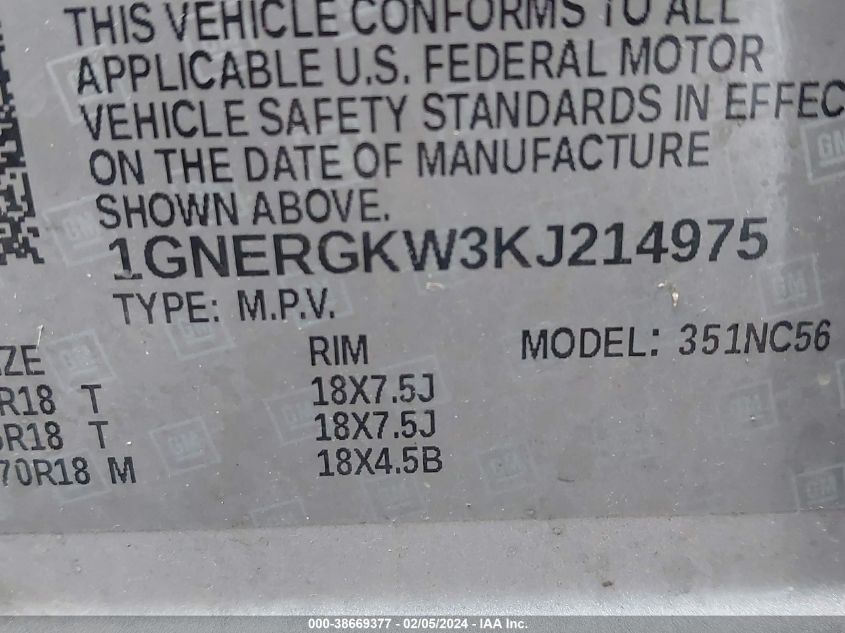 THIS VEHICLE CONFORMS TO ALL
APPLICABLE U.S. FEDERAL MOTOR
VEHICLE SAFETY STANDARDS IN EFFEC
ON THE DATE OF MANUFACTURE
SHOWN ABOVE.
1GNERGKW3KJ214975
TYPE: M.P.V.
MODEL: 351NC56
IZE RIM
R18 T 18X7.5J
R18 T 18X7.5J
70R18 M 18X4.5B
GM
000-38669377 - 02/05/2024 - IAA Inc.